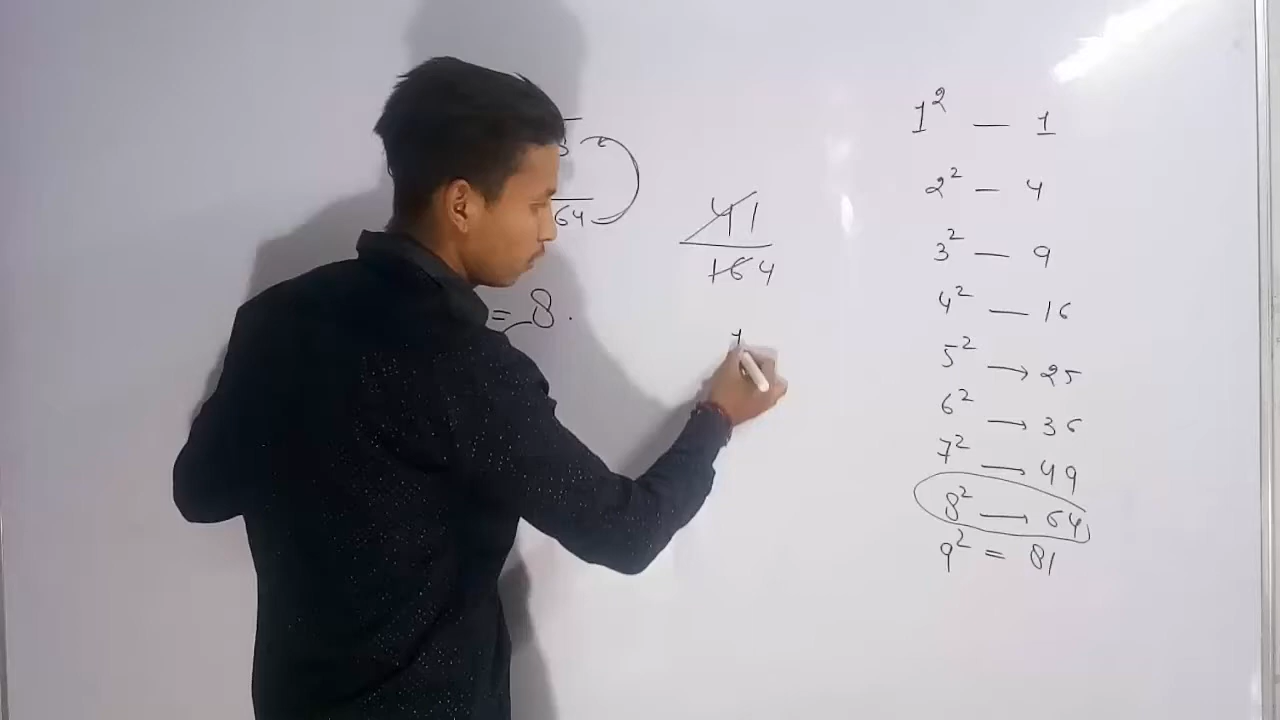 64
= 8.
41
164
1
1² — 1
2² — 4
3² — 9
4² — 16
5² → 25
6² → 36
7² → 49
8² → 64
9² = 81